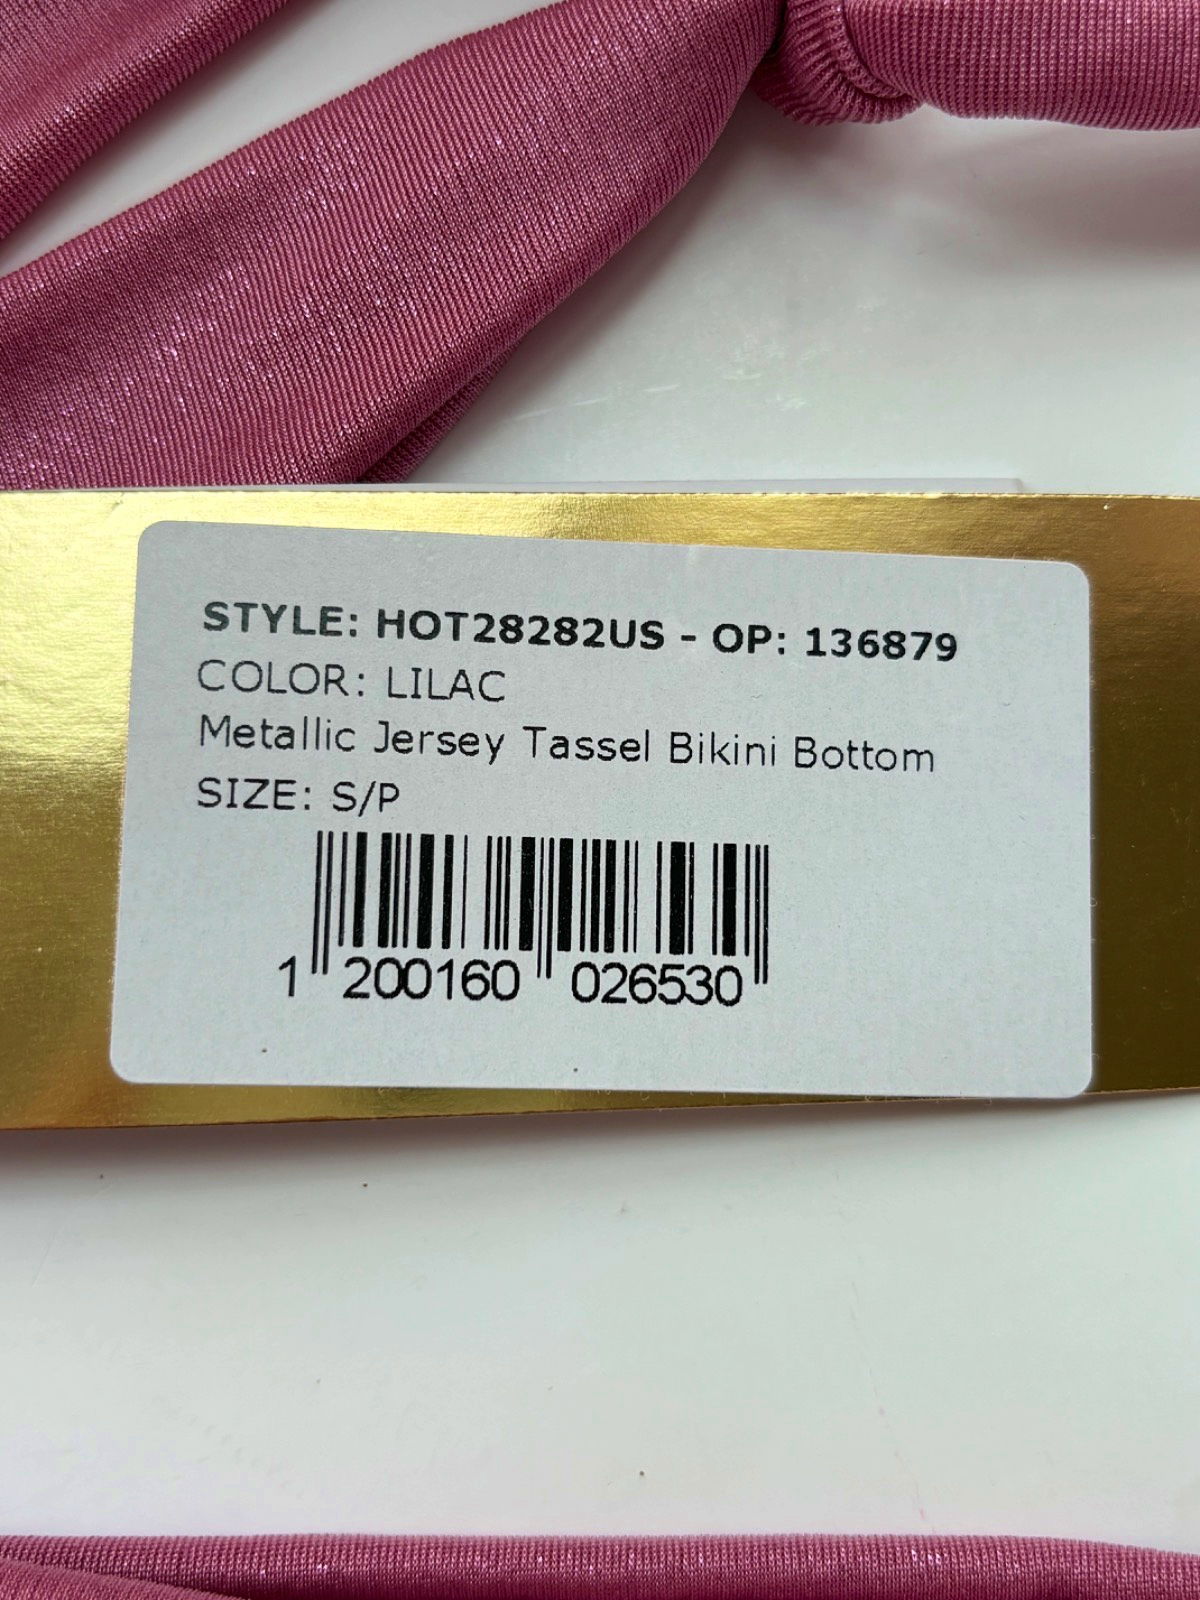 STYLE: HOT28282US - OP: 136879
COLOR: LILAC
Metallic Jersey Tassel Bikini Bottom
SIZE: S/P
1 200160 026530